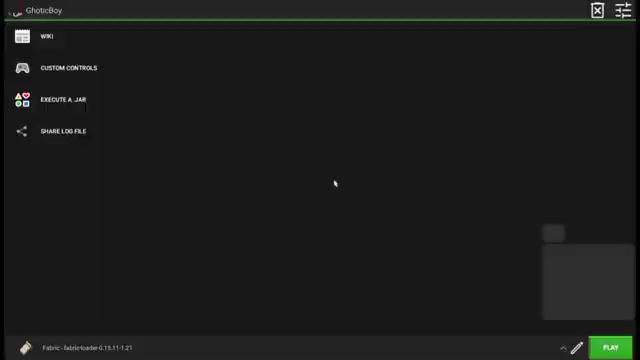 GhoticBoy
WIKI
CUSTOM CONTROLS
EXECUTE A .JAR
SHARE LOG FILE
Fabric - fabric-loader-0.15.11-1.21
PLAY